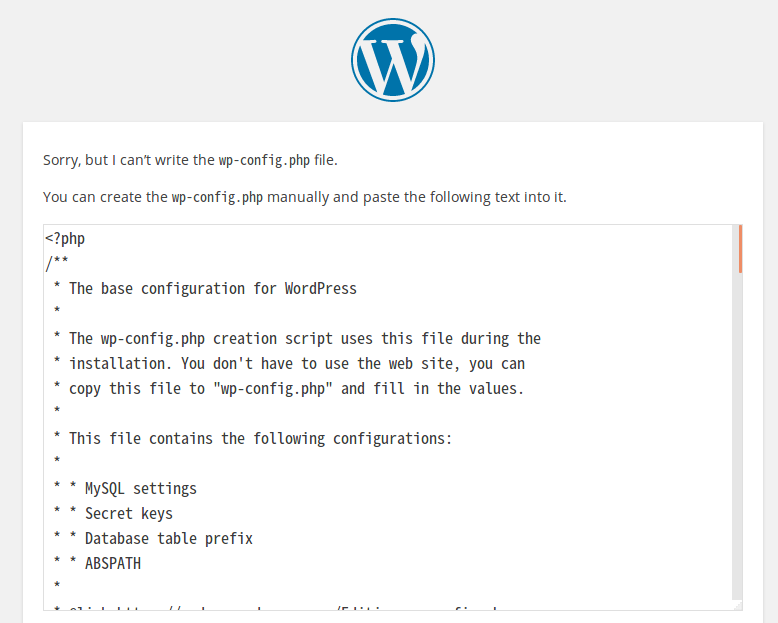 Sorry, but I can’t write the wp-config.php file.
You can create the wp-config.php manually and paste the following text into it.
<?php
/**
 * The base configuration for WordPress
 *
 * The wp-config.php creation script uses this file during the
 * installation. You don't have to use the web site, you can
 * copy this file to "wp-config.php" and fill in the values.
 *
 * This file contains the following configurations:
 *
 * * MySQL settings
 * * Secret keys
 * * Database table prefix
 * * ABSPATH
 *